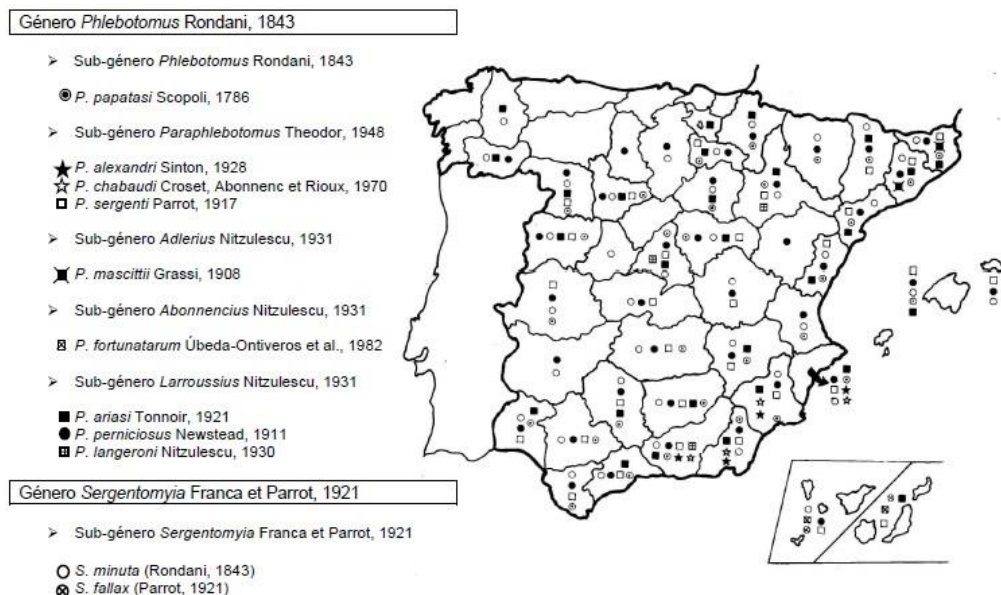 Género Phlebotomus Rondani, 1843
Sub-género Phlebotomus Rondani, 1843
P. papatasi Scopoli, 1786
Sub-género Paraphlebotomus Theodor, 1948
P. alexandri Sinton, 1928
P. chabaudi Croset, Abonnenc et Rioux, 1970
P. sergenti Parrot, 1917
Sub-género Adlerius Nitzulescu, 1931
P. mascittii Grassi, 1908
Sub-género Abonnencius Nitzulescu, 1931
P. fortunatarum Úbeda-Ontiveros et al., 1982
Sub-género Larroussius Nitzulescu, 1931
P. ariasi Tonnoir, 1921
P. perniciosus Newstead, 1911
P. langeroni Nitzulescu, 1930
Género Sergentomyia Franca et Parrot, 1921
Sub-género Sergentomyia Franca et Parrot, 1921
S. minuta (Rondani, 1843)
S. fallax (Parrot, 1921)